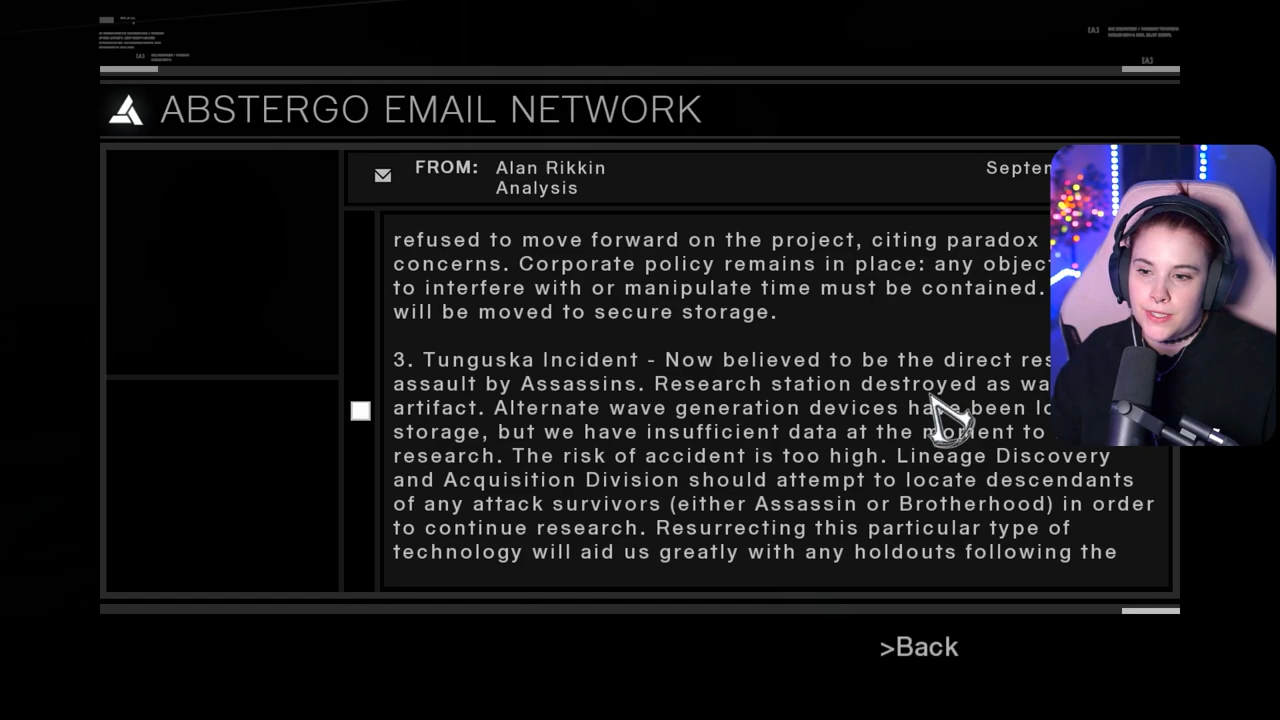 ABSTERGO EMAIL NETWORK
FROM: Alan Rikkin
Analysis
refused to move forward on the project, citing paradox
concerns. Corporate policy remains in place: any
to interfere with or manipulate time must be contained.
will be moved to secure storage.
3. Tunguska Incident - Now believed to be the direct
assault by Assassins. Research station destroyed as
artifact. Alternate wave generation devices have been
storage, but we have insufficient data at the moment to
research. The risk of accident is too high. Lineage Discovery
and Acquisition Division should attempt to locate descendants
of any attack survivors (either Assassin or Brotherhood) in order
to continue research. Resurrecting this particular type of
technology will aid us greatly with any holdouts following the
>Back